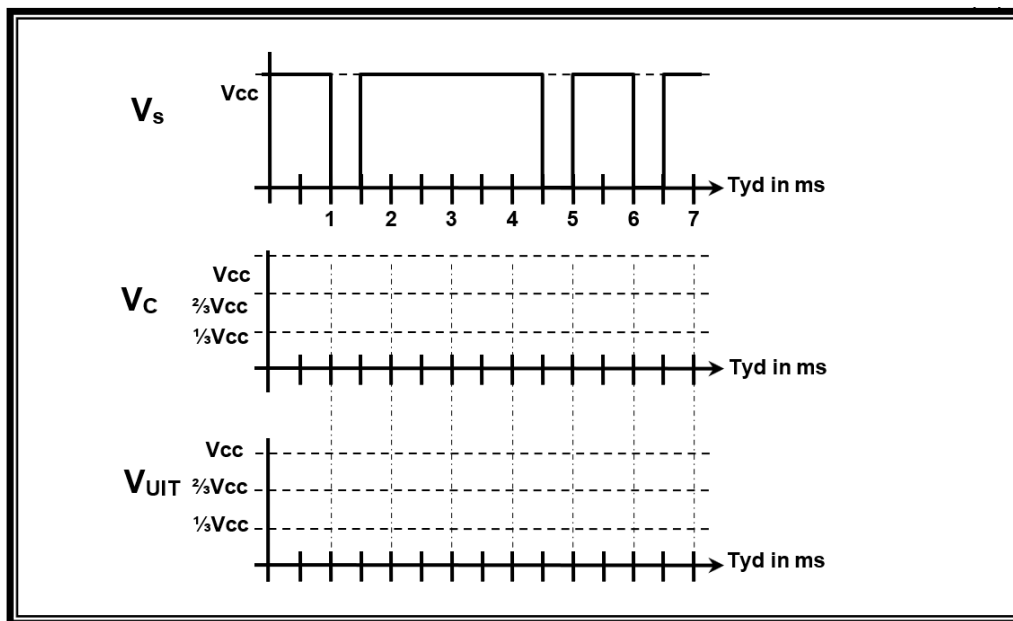 Vcc
Vs
Tyd in ms
1 2 3 4 5 6 7
Vcc
VC ⅔Vcc
⅓Vcc
Tyd in ms
Vcc
VUIT ⅔Vcc
⅓Vcc
Tyd in ms